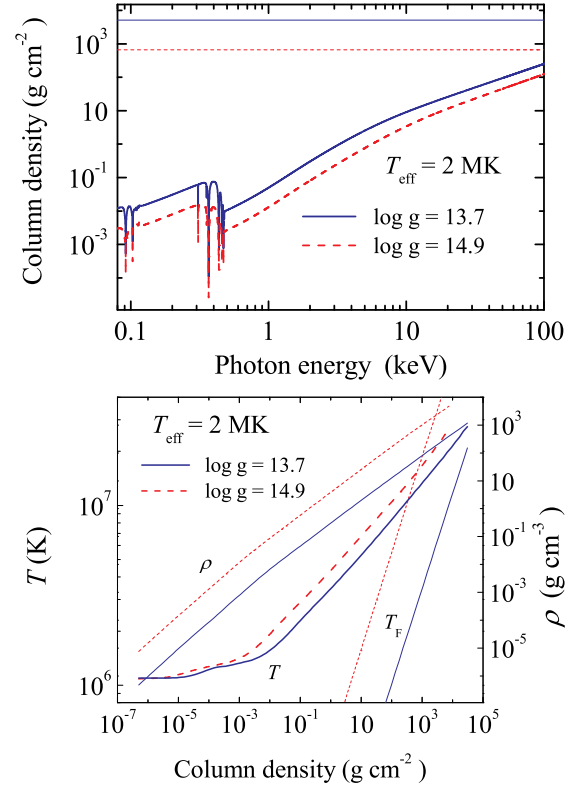 Column density (g cm⁻²)
10³
10
10⁻¹
10⁻³
T_eff = 2 MK
log g = 13.7
log g = 14.9
0.1 1 10 100
Photon energy (keV)
T_eff = 2 MK
log g = 13.7
log g = 14.9
T (K)
10⁷
10⁶
ρ
T
T_F
10³
10
10⁻¹
10⁻³
10⁻⁵
ρ (g cm⁻³)
10⁻⁷ 10⁻⁵ 10⁻³ 10⁻¹ 10¹ 10³ 10⁵
Column density (g cm⁻²)